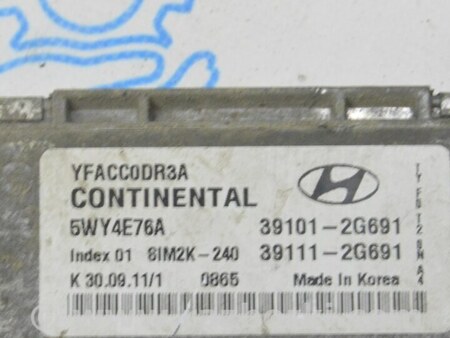 YFACC0DR3A
CONTINENTAL
5WY4E76A 39101-2G691
Index 01 SIM2K-240 39111-2G691
K 30.09.11/1 0865 Made In Korea